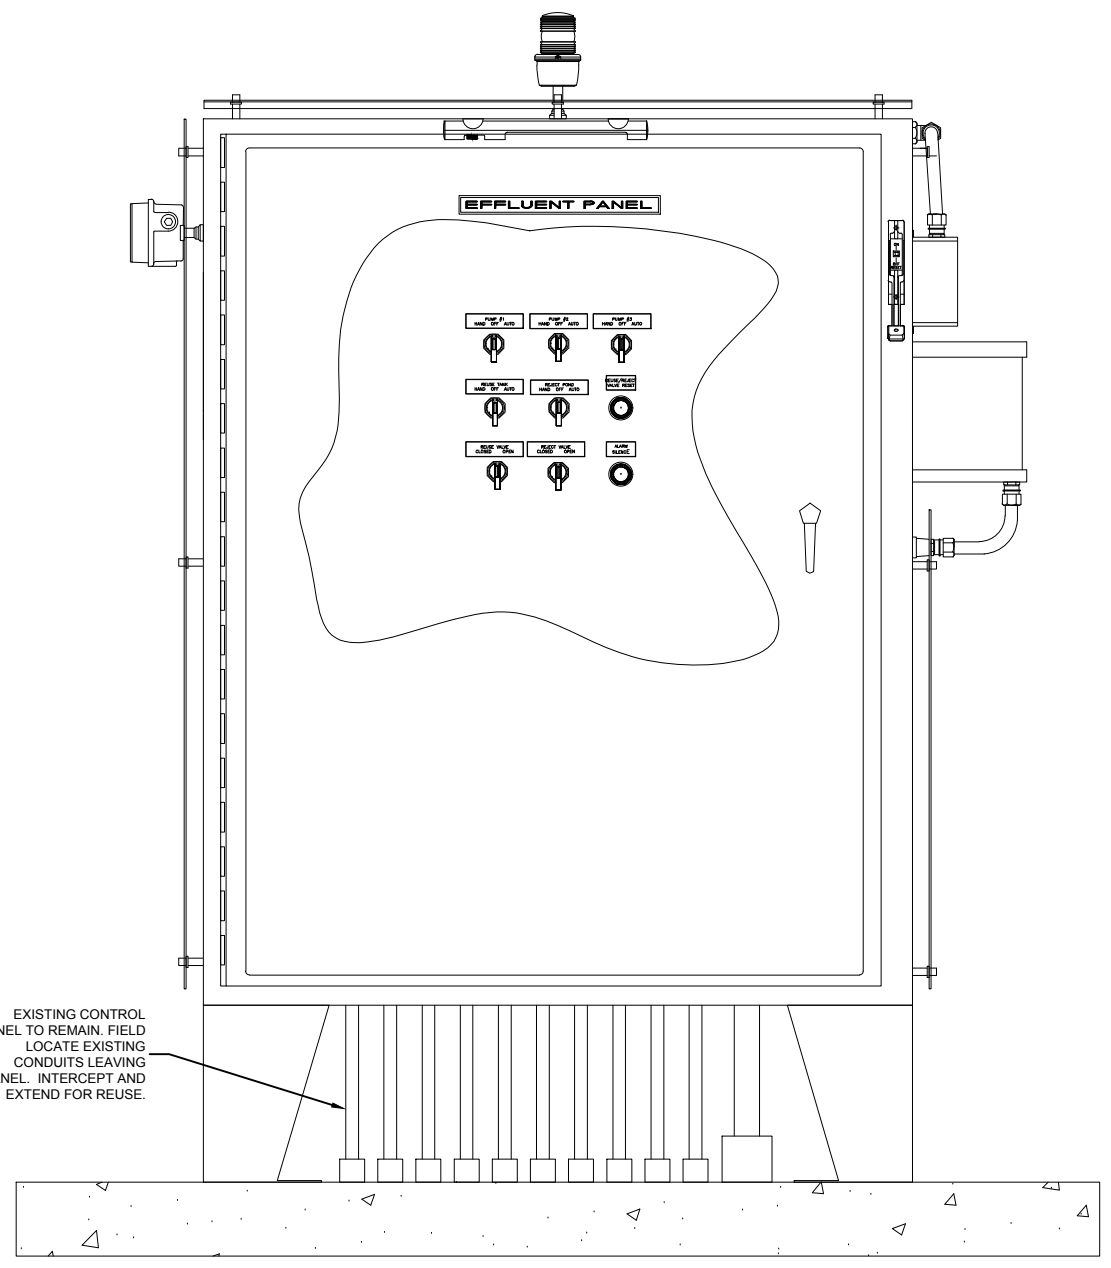 EFFLUENT PANEL
PUMP #1
HAND OFF AUTO
PUMP #2
HAND OFF AUTO
PUMP #3
HAND OFF AUTO
REUSE TANK
HAND OFF AUTO
REJECT POND
HAND OFF AUTO
REUSE/REJECT
VALVE RESET
REUSE VALVE
CLOSED OPEN
REJECT VALVE
CLOSED OPEN
ALARM
SILENCE
EXISTING CONTROL
NEL TO REMAIN. FIELD
LOCATE EXISTING
CONDUITS LEAVING
NEL. INTERCEPT AND
EXTEND FOR REUSE.